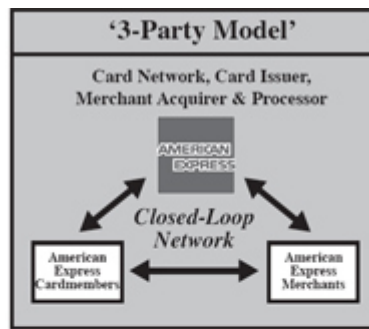 ‘3-Party Model’
Card Network, Card Issuer,
Merchant Acquirer & Processor
AMERICAN
EXPRESS
Closed-Loop
Network
American
Express
Cardmembers
American
Express
Merchants